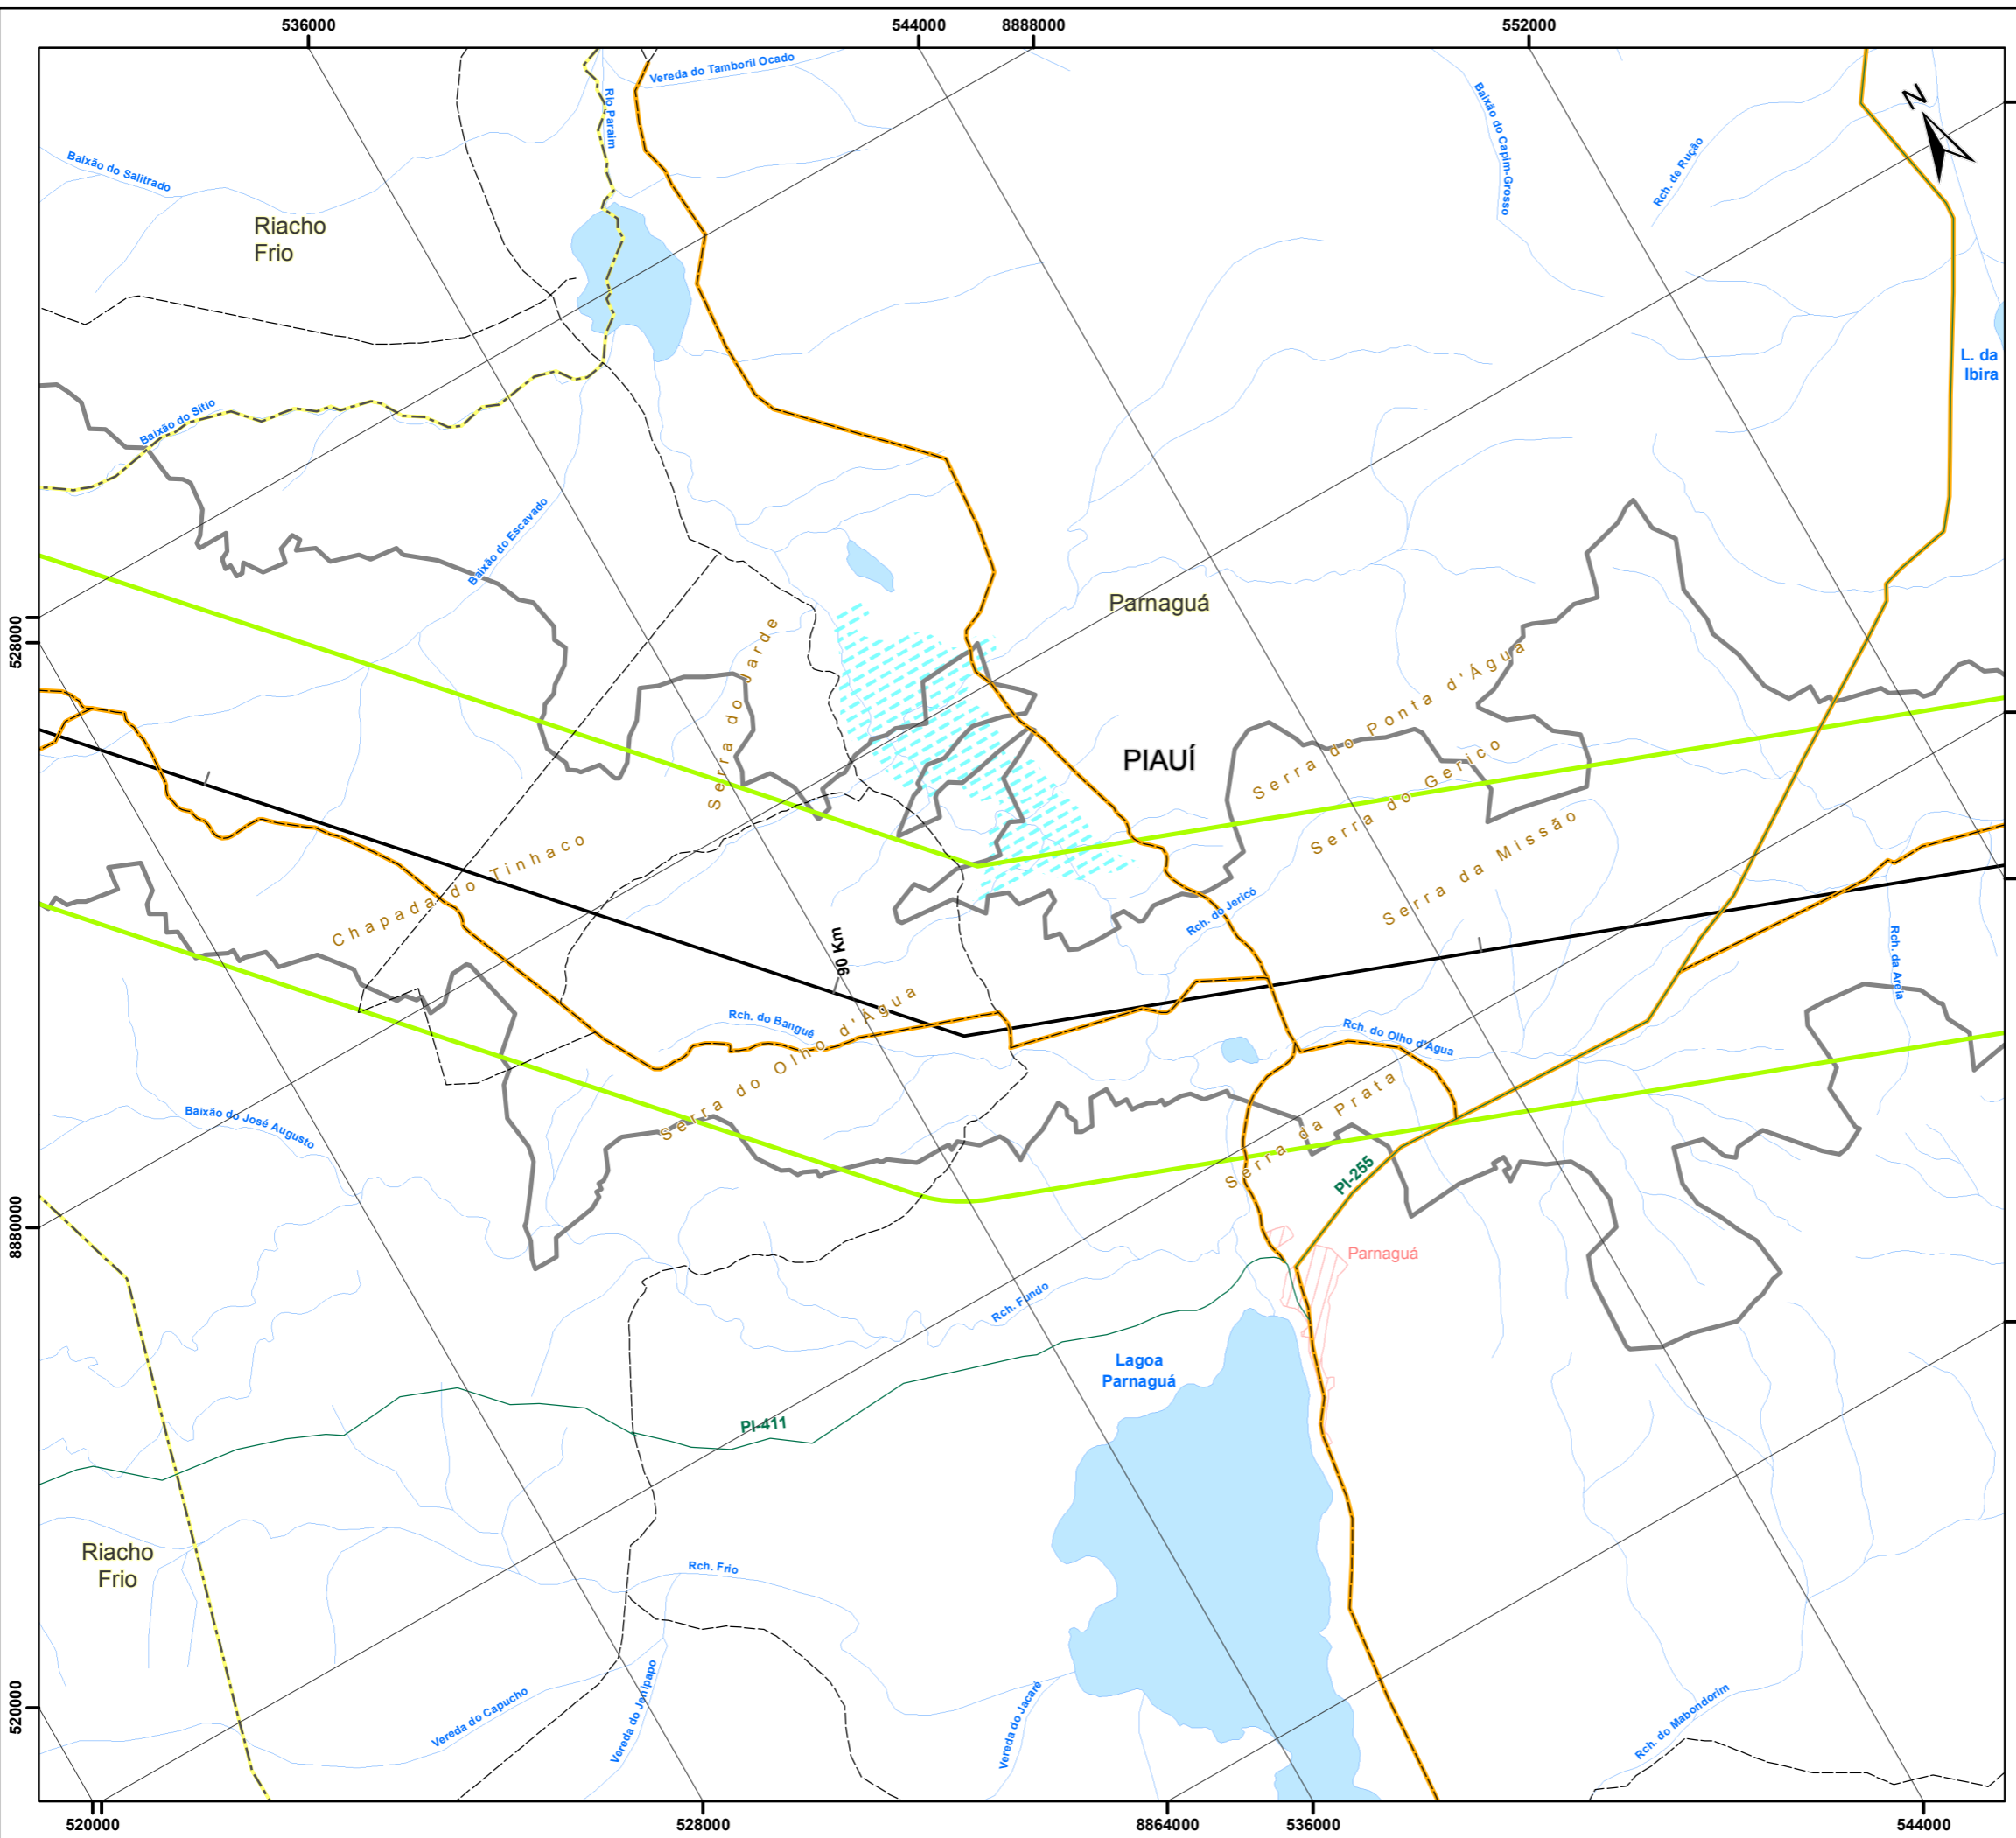 536000
544000
8888000
552000
Vereda do Tamboril Ocado
Rio Paraim
Baixão do Capim-Grosso
N
Rch. de Rução
Baixão do Salitrado
Riacho
Frio
L. da
Ibira
Baixão do Sítio
Baixão do Escavado
528000
Parnaguá
Serra do Jarde
Serra do Ponta d'Água
PIAUÍ
Serra do Gerico
Serra da Missão
Chapada do Tinhaco
Rch. do Jericó
90 Km
Rch. da Areia
Serra do Olho d'Água
Rch. do Banguê
Rch. do Olho d'Água
Serra da Prata
Baixão do José Augusto
PI-255
8880000
Parnaguá
Rch. Fundo
Lagoa
Parnaguá
PI-411
Riacho
Frio
Rch. Frio
520000
Vereda do Capucho
Vereda do Jenipapo
Vereda do Jacaré
Rch. do Mabondorim
520000
528000
8864000
536000
544000